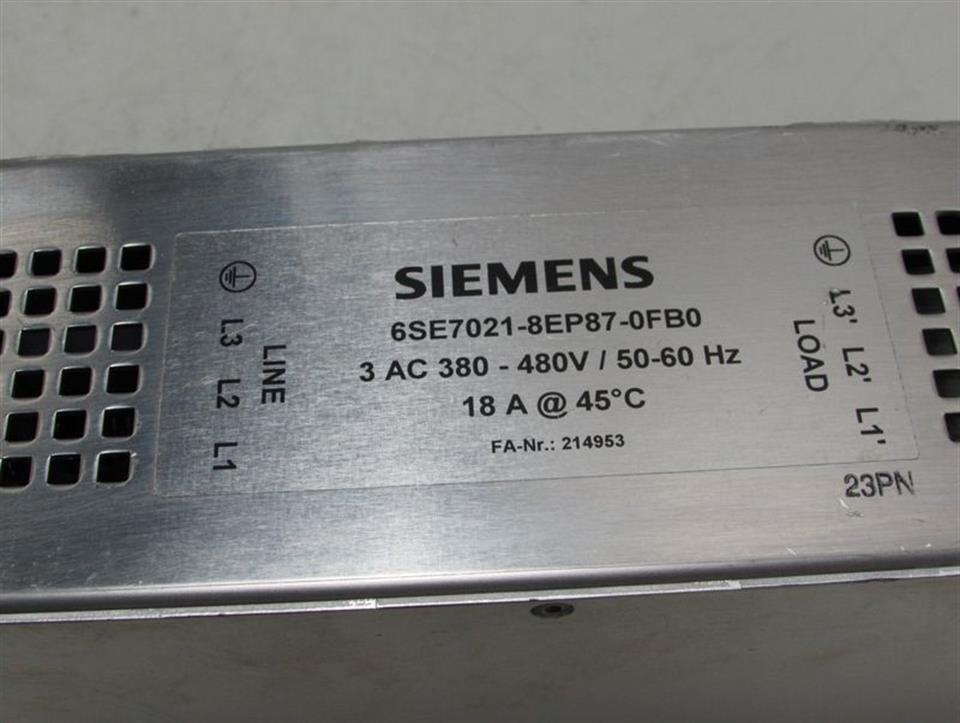 SIEMENS
6SE7021-8EP87-0FB0
3 AC 380 - 480V / 50-60 Hz
18 A @ 45°C
FA-Nr.: 214953
LINE
L3 L2 L1
LOAD
L3' L2' L1'
23PN